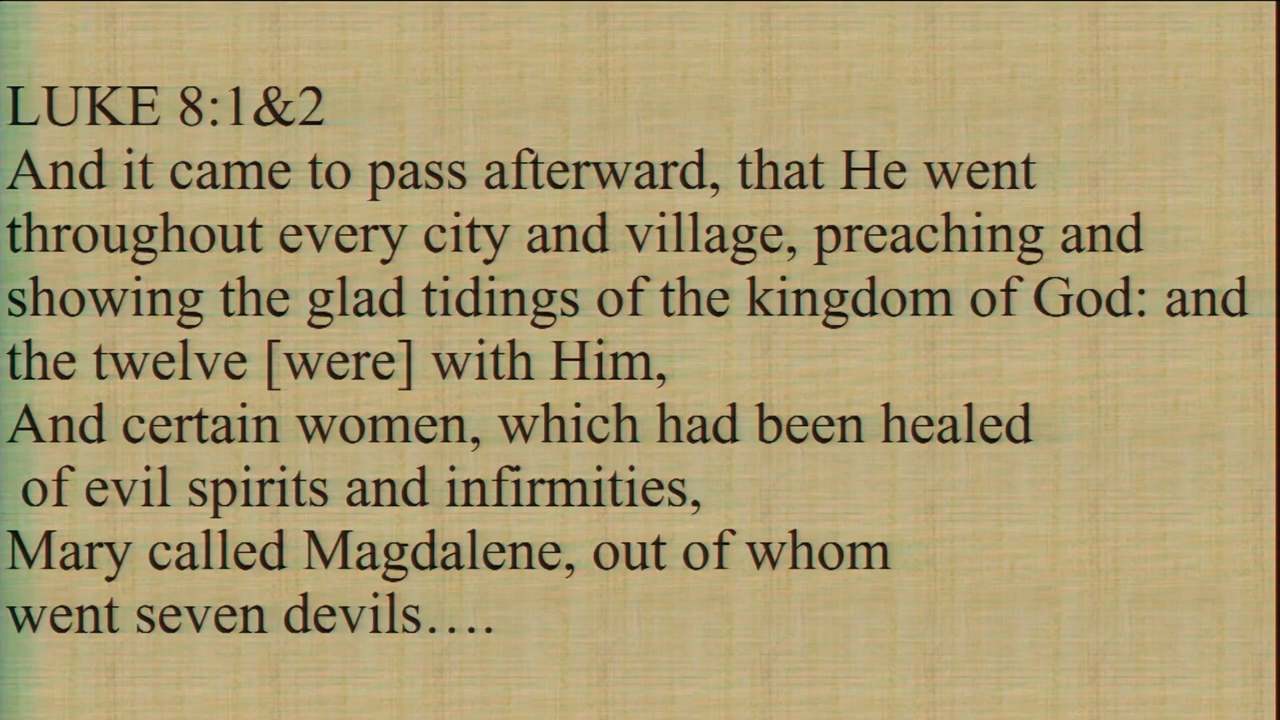 LUKE 8:1&2
And it came to pass afterward, that He went
throughout every city and village, preaching and
showing the glad tidings of the kingdom of God: and
the twelve [were] with Him,
And certain women, which had been healed
of evil spirits and infirmities,
Mary called Magdalene, out of whom
went seven devils….